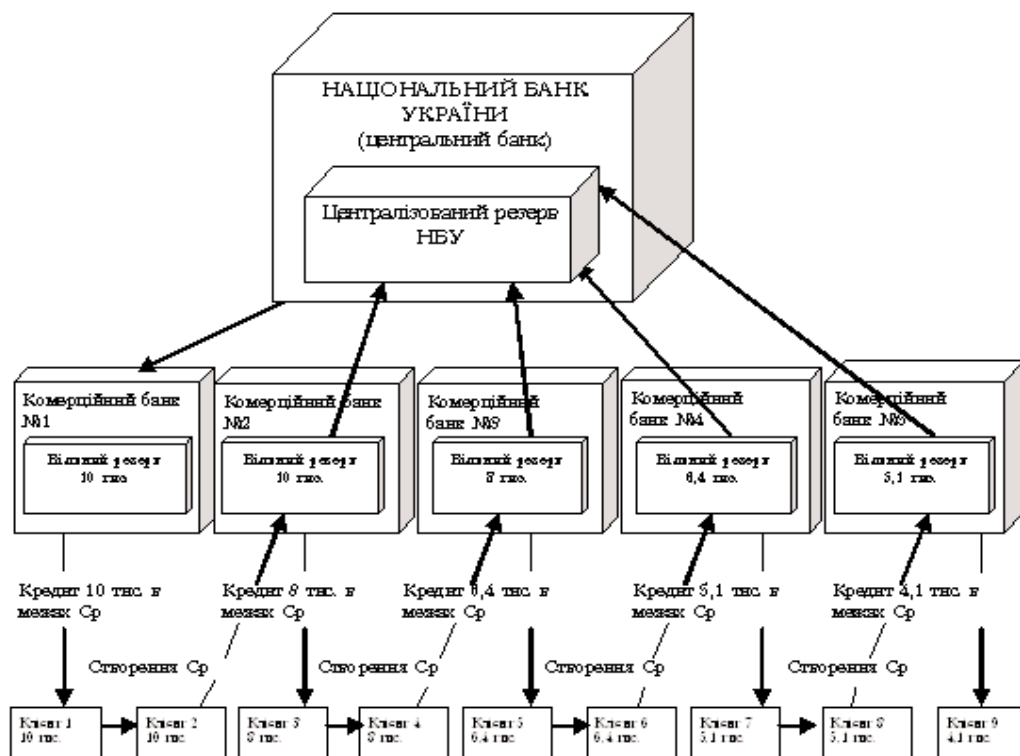 НАЦІОНАЛЬНИЙ БАНК
УКРАЇНИ
(центральний банк)
Централізований резерв
НБУ
Комерційний банк
№1
Вільний резерв
10 тис.
Комерційний банк
№2
Вільний резерв
10 тис.
Комерційний
банк №3
Вільний резерв
8 тис.
Комерційний
банк №4
Вільний резерв
6,4 тис.
Комерційний
банк №5
Вільний резерв
5,1 тис.
Кредит 10 тис. в
межах Ср
Кредит 8 тис. в
межах Ср
Кредит 6,4 тис. в
межах Ср
Кредит 5,1 тис. в
межах Ср
Кредит 4,1 тис. в
межах Ср
Створення Ср
Створення Ср
Створення Ср
Створення Ср
Клієнт 1
10 тис.
Клієнт 2
10 тис.
Клієнт 3
8 тис.
Клієнт 4
8 тис.
Клієнт 5
6,4 тис.
Клієнт 6
6,4 тис.
Клієнт 7
5,1 тис.
Клієнт 8
5,1 тис.
Клієнт 9
4,1 тис.